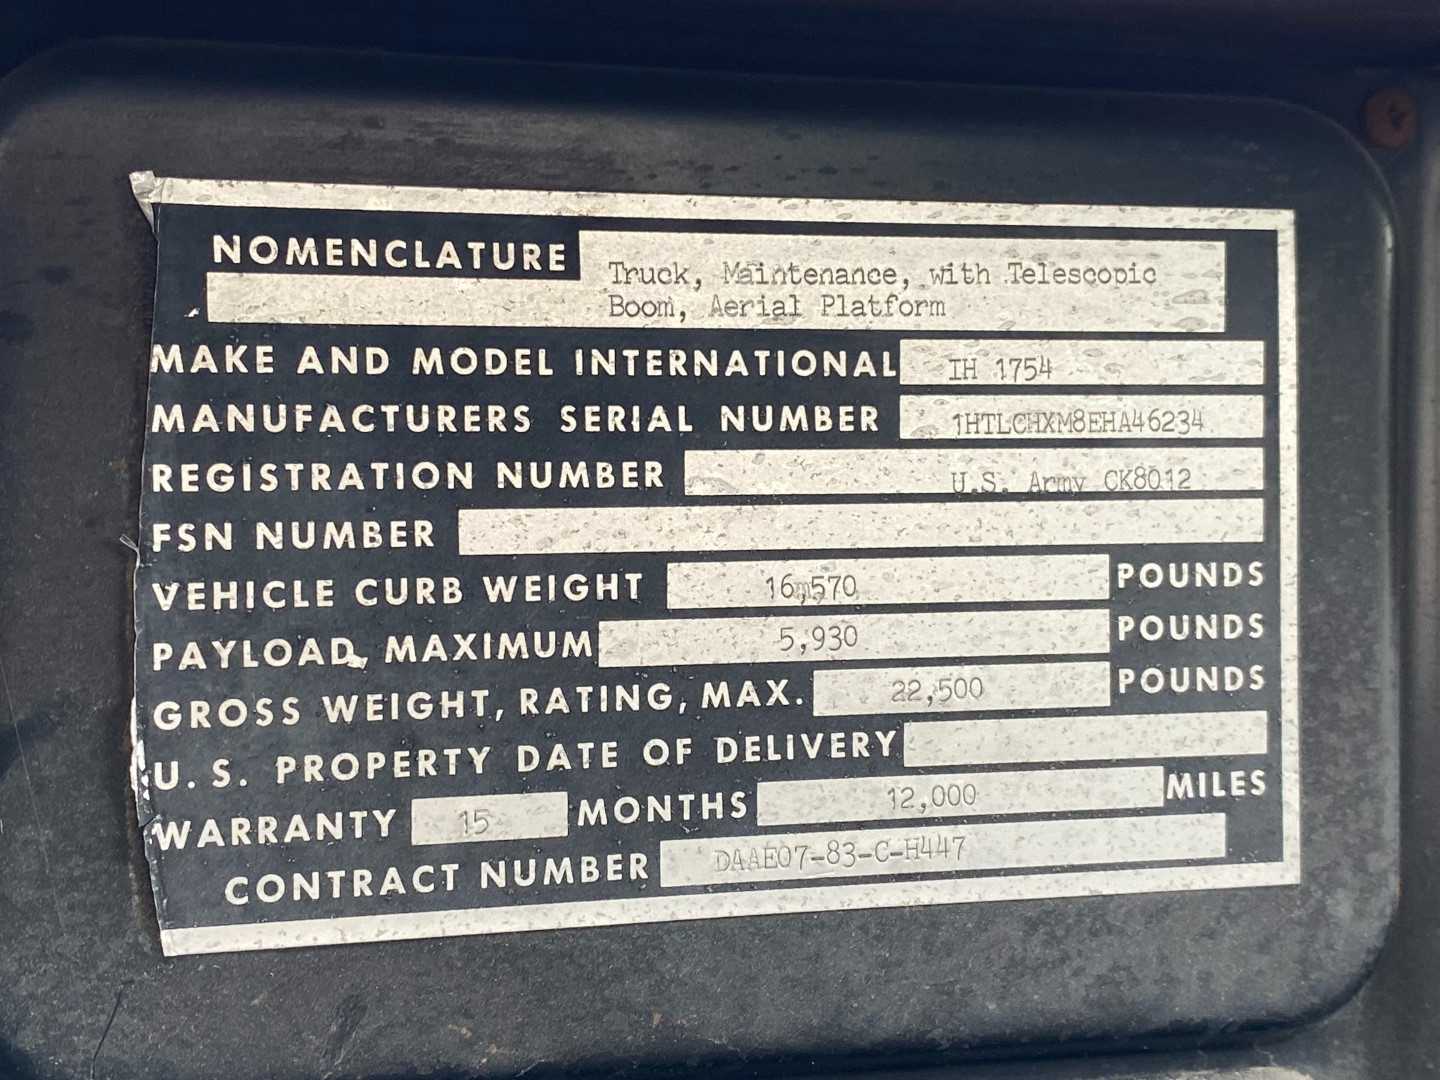 NOMENCLATURE Truck, Maintenance, with Telescopic
Boom, Aerial Platform
MAKE AND MODEL INTERNATIONAL IH 1754
MANUFACTURERS SERIAL NUMBER 1HTLCHXM8EHA46234
REGISTRATION NUMBER U.S. Army CK8012
FSN NUMBER
VEHICLE CURB WEIGHT 16,570 POUNDS
PAYLOAD, MAXIMUM 5,930 POUNDS
GROSS WEIGHT, RATING, MAX. 22,500 POUNDS
U. S. PROPERTY DATE OF DELIVERY
WARRANTY 15 MONTHS 12,000 MILES
CONTRACT NUMBER DAAE07-83-C-H447